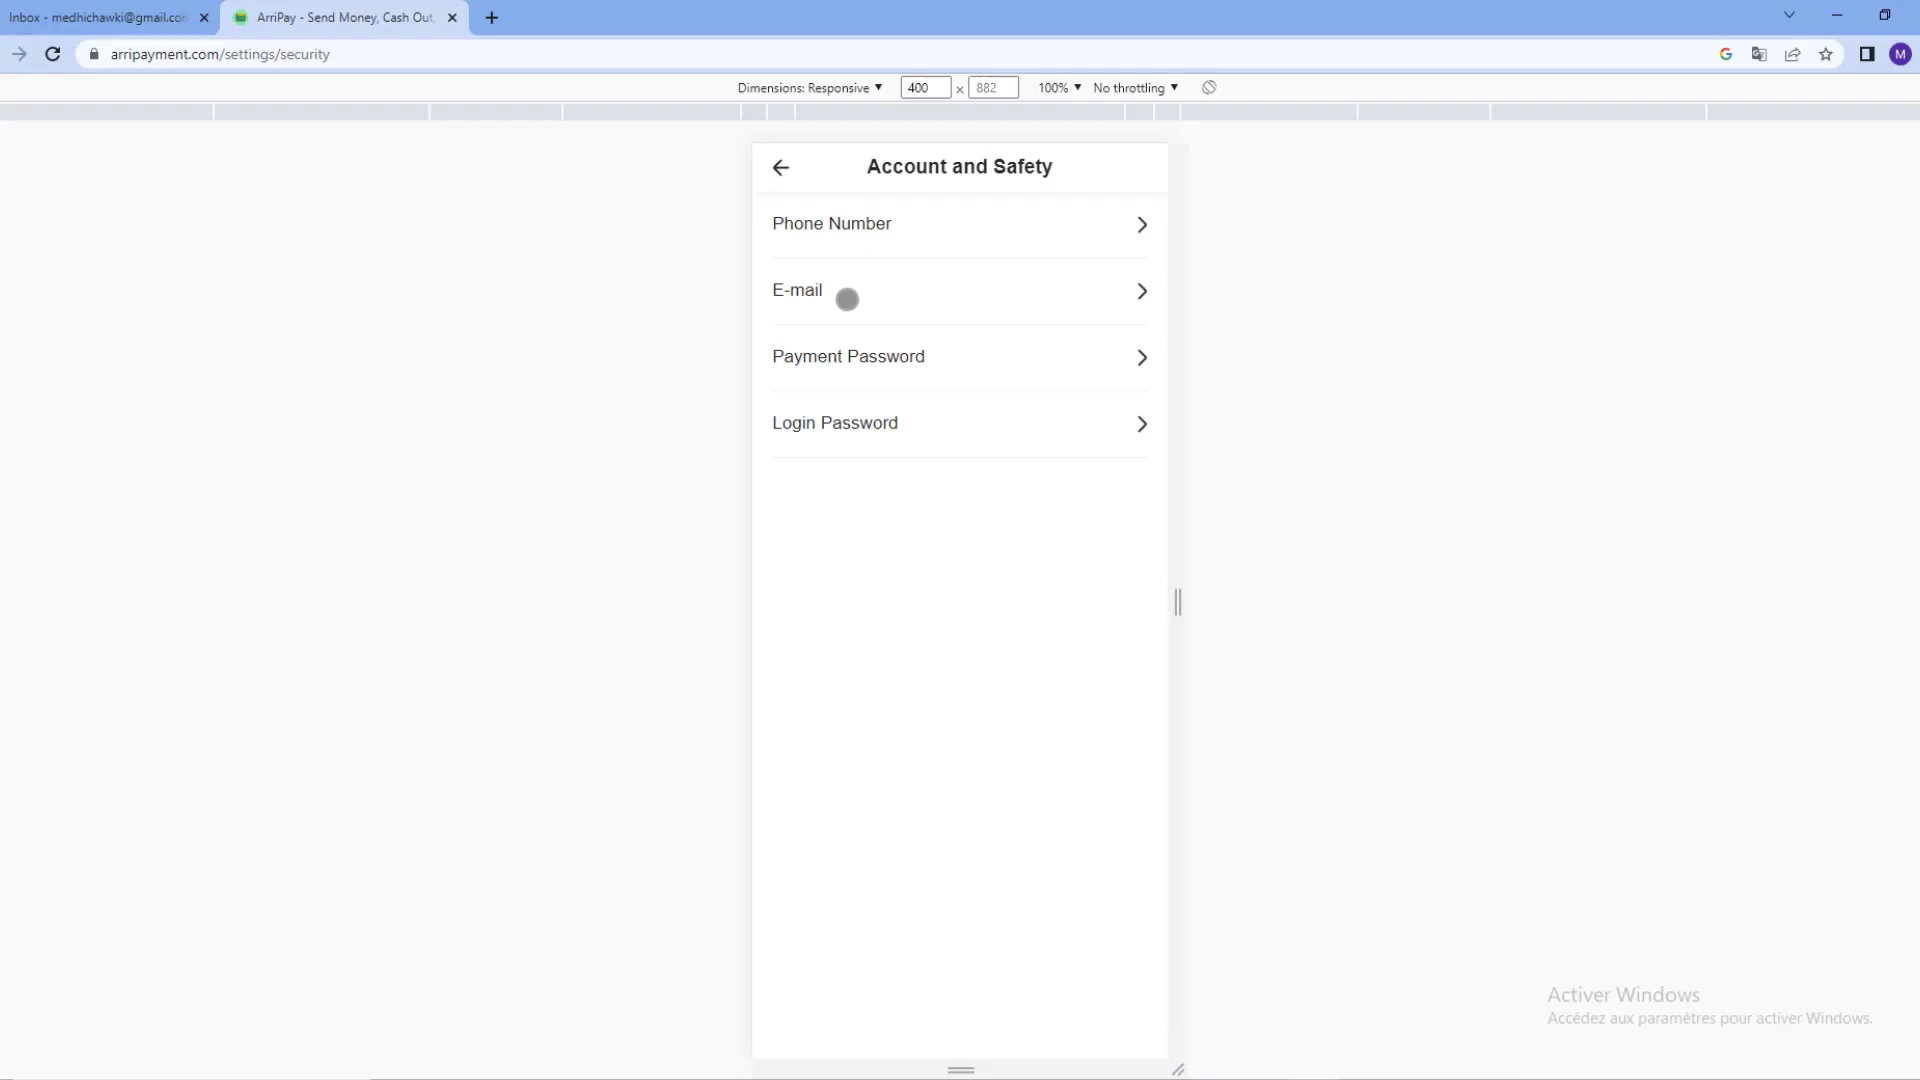 Inbox - medhichawki@gmail.co
ArriPay - Send Money, Cash Out,
arripayment.com/settings/security
M
Dimensions: Responsive 400 x 882 100% No throttling
Account and Safety
Phone Number
E-mail
Payment Password
Login Password
Activer Windows
Accédez aux paramètres pour activer Windows.